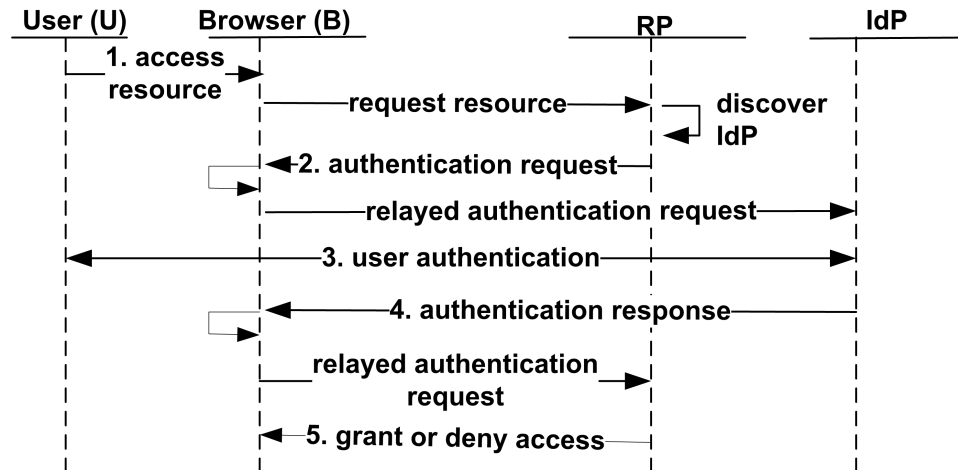 User (U)
Browser (B)
RP
IdP
1. access
resource
request resource
discover
IdP
2. authentication request
relayed authentication request
3. user authentication
4. authentication response
relayed authentication
request
5. grant or deny access